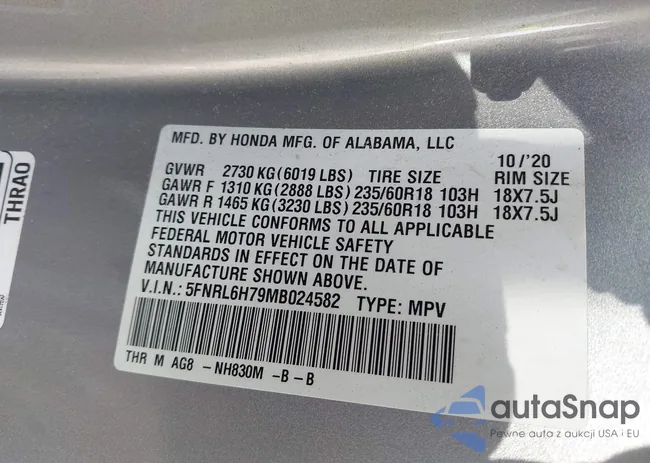 MFD. BY HONDA MFG. OF ALABAMA, LLC
10/'20
GVWR 2730 KG(6019 LBS) TIRE SIZE RIM SIZE
GAWR F 1310 KG(2888 LBS) 235/60R18 103H 18X7.5J
GAWR R 1465 KG(3230 LBS) 235/60R18 103H 18X7.5J
THIS VEHICLE CONFORMS TO ALL APPLICABLE
FEDERAL MOTOR VEHICLE SAFETY
STANDARDS IN EFFECT ON THE DATE OF
MANUFACTURE SHOWN ABOVE.
V.I.N.: 5FNRL6H79MB024582 TYPE: MPV
THR M AG8 -NH830M -B -B
THRA0
autaSnap
Pewne auta z aukcji USA i EU